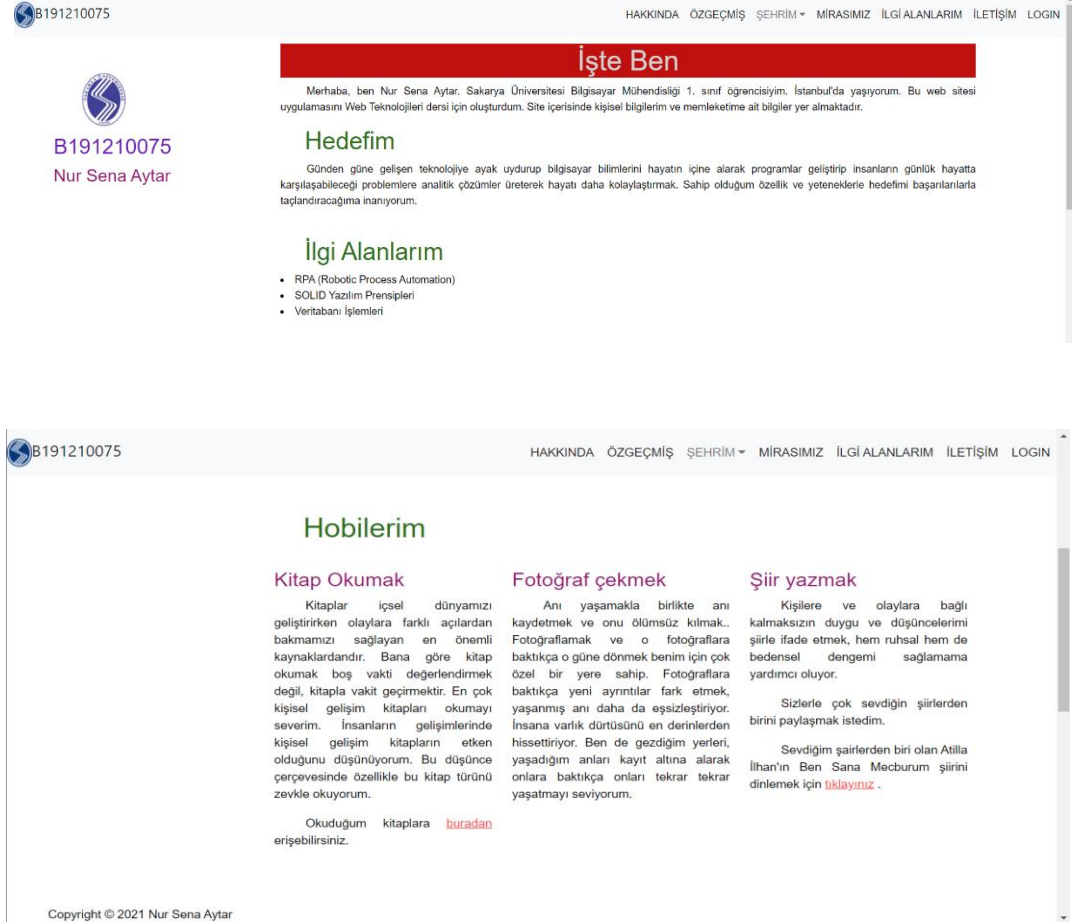 B191210075
HAKKINDA ÖZGEÇMİŞ ŞEHRİM MİRASIMIZ İLGİ ALANLARIM İLETİŞİM LOGIN
B191210075
Nur Sena Aytar
İşte Ben
Merhaba, ben Nur Sena Aytar. Sakarya Üniversitesi Bilgisayar Mühendisliği 1. sınıf öğrencisiyim. İstanbul'da yaşıyorum. Bu web sitesi
uygulamasını Web Teknolojileri dersi için oluşturdum. Site içerisinde kişisel bilgilerim ve memleketime ait bilgiler yer almaktadır.
Hedefim
Günden güne gelişen teknolojiye ayak uydurup bilgisayar bilimlerini hayatın içine alarak programlar geliştirip insanların günlük hayatta
karşılaşabileceği problemlere analitik çözümler üreterek hayatı daha kolaylaştırmak. Sahip olduğum özellik ve yeteneklerle hedefimi başarılarılarla
taçlandıracağıma inanıyorum.
İlgi Alanlarım
• RPA (Robotic Process Automation)
• SOLID Yazılım Prensipleri
• Veritabanı İşlemleri
B191210075
HAKKINDA ÖZGEÇMİŞ ŞEHRİM MİRASIMIZ İLGİ ALANLARIM İLETİŞİM LOGIN
Hobilerim
Kitap Okumak
Kitaplar içsel dünyamızı
geliştirirken olaylara farklı açılardan
bakmamızı sağlayan en önemli
kaynaklardandır. Bana göre kitap
okumak boş vakti değerlendirmek
değil, kitapla vakit geçirmektir. En çok
kişisel gelişim kitapları okumayı
severim. İnsanların gelişimlerinde
kişisel gelişim kitapların etken
olduğunu düşünüyorum. Bu düşünce
çerçevesinde özellikle bu kitap türünü
zevkle okuyorum.
Okuduğum kitaplara buradan
erişebilirsiniz.
Fotoğraf çekmek
Anı yaşamakla birlikte anı
kaydetmek ve onu ölümsüz kılmak..
Fotoğraflamak ve o fotoğraflara
baktıkça o güne dönmek benim için çok
özel bir yere sahip. Fotoğraflara
baktıkça yeni ayrıntılar fark etmek,
yaşanmış anı daha da eşsizleştiriyor.
İnsana varlık dürtüsünü en derinlerden
hissettiriyor. Ben de gezdiğim yerleri,
yaşadığım anları kayıt altına alarak
onlara baktıkça onları tekrar tekrar
yaşatmayı seviyorum.
Şiir yazmak
Kişilere ve olaylara bağlı
kalmaksızın duygu ve düşüncelerimi
şiirle ifade etmek, hem ruhsal hem de
bedensel dengemi sağlamama
yardımcı oluyor.
Sizlerle çok sevdiğin şiirlerden
birini paylaşmak istedim.
Sevdiğim şairlerden biri olan Atilla
İlhan'ın Ben Sana Mecburum şiirini
dinlemek için tıklayınız .
Copyright © 2021 Nur Sena Aytar